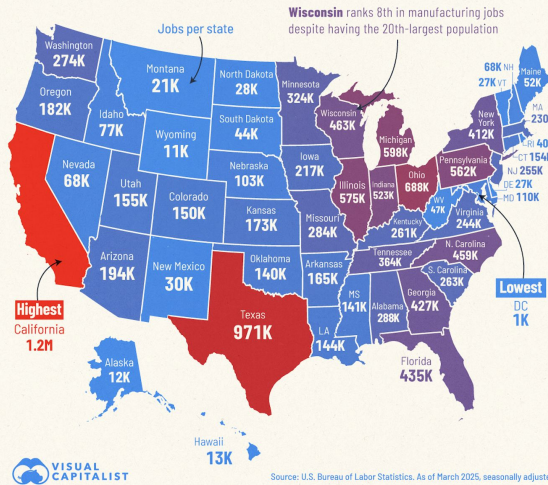 Wisconsin ranks 8th in manufacturing jobs
despite having the 20th-largest population
Jobs per state
Washington
274K
Oregon
182K
Idaho
77K
Montana
21K
Wyoming
11K
North Dakota
28K
South Dakota
44K
Nebraska
103K
Kansas
173K
Oklahoma
140K
Texas
971K
Nevada
68K
Utah
155K
Colorado
150K
Arizona
194K
New Mexico
30K
Highest
California
1.2M
Minnesota
324K
Iowa
217K
Missouri
284K
Arkansas
165K
LA
144K
Wisconsin
463K
Illinois
575K
Michigan
598K
Indiana
523K
Ohio
688K
Kentucky
261K
Tennessee
364K
MS
141K
Alabama
288K
Georgia
427K
Florida
435K
S. Carolina
263K
N. Carolina
459K
Virginia
244K
WV
47K
Pennsylvania
562K
New
York
412K
68K NH
27K VT
Maine
52K
MA
230
RI 40
CT 154
NJ 255K
DE 27K
MD 110K
Lowest
DC
1K
Alaska
12K
Hawaii
13K
VISUAL
CAPITALIST
Source: U.S. Bureau of Labor Statistics. As of March 2025, seasonally adjuste